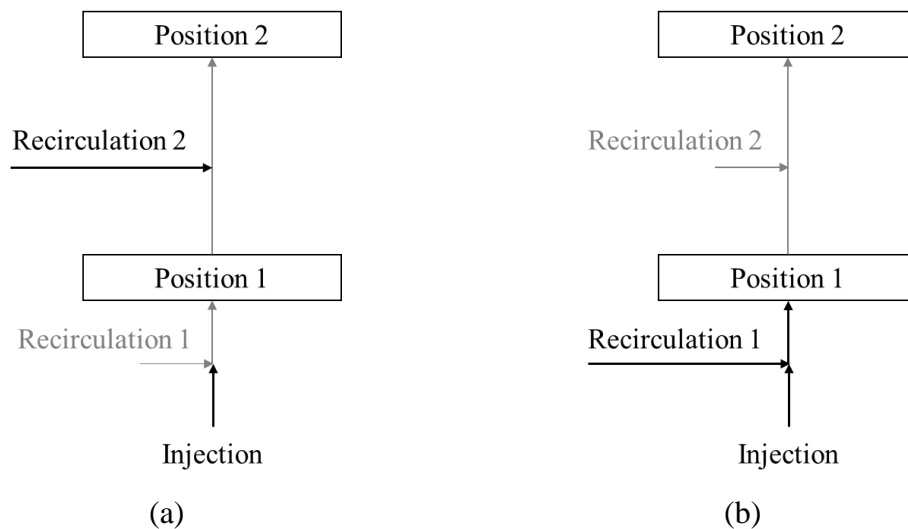 Position 2
Recirculation 2
Position 1
Recirculation 1
Injection
(a)
Position 2
Recirculation 2
Position 1
Recirculation 1
Injection
(b)